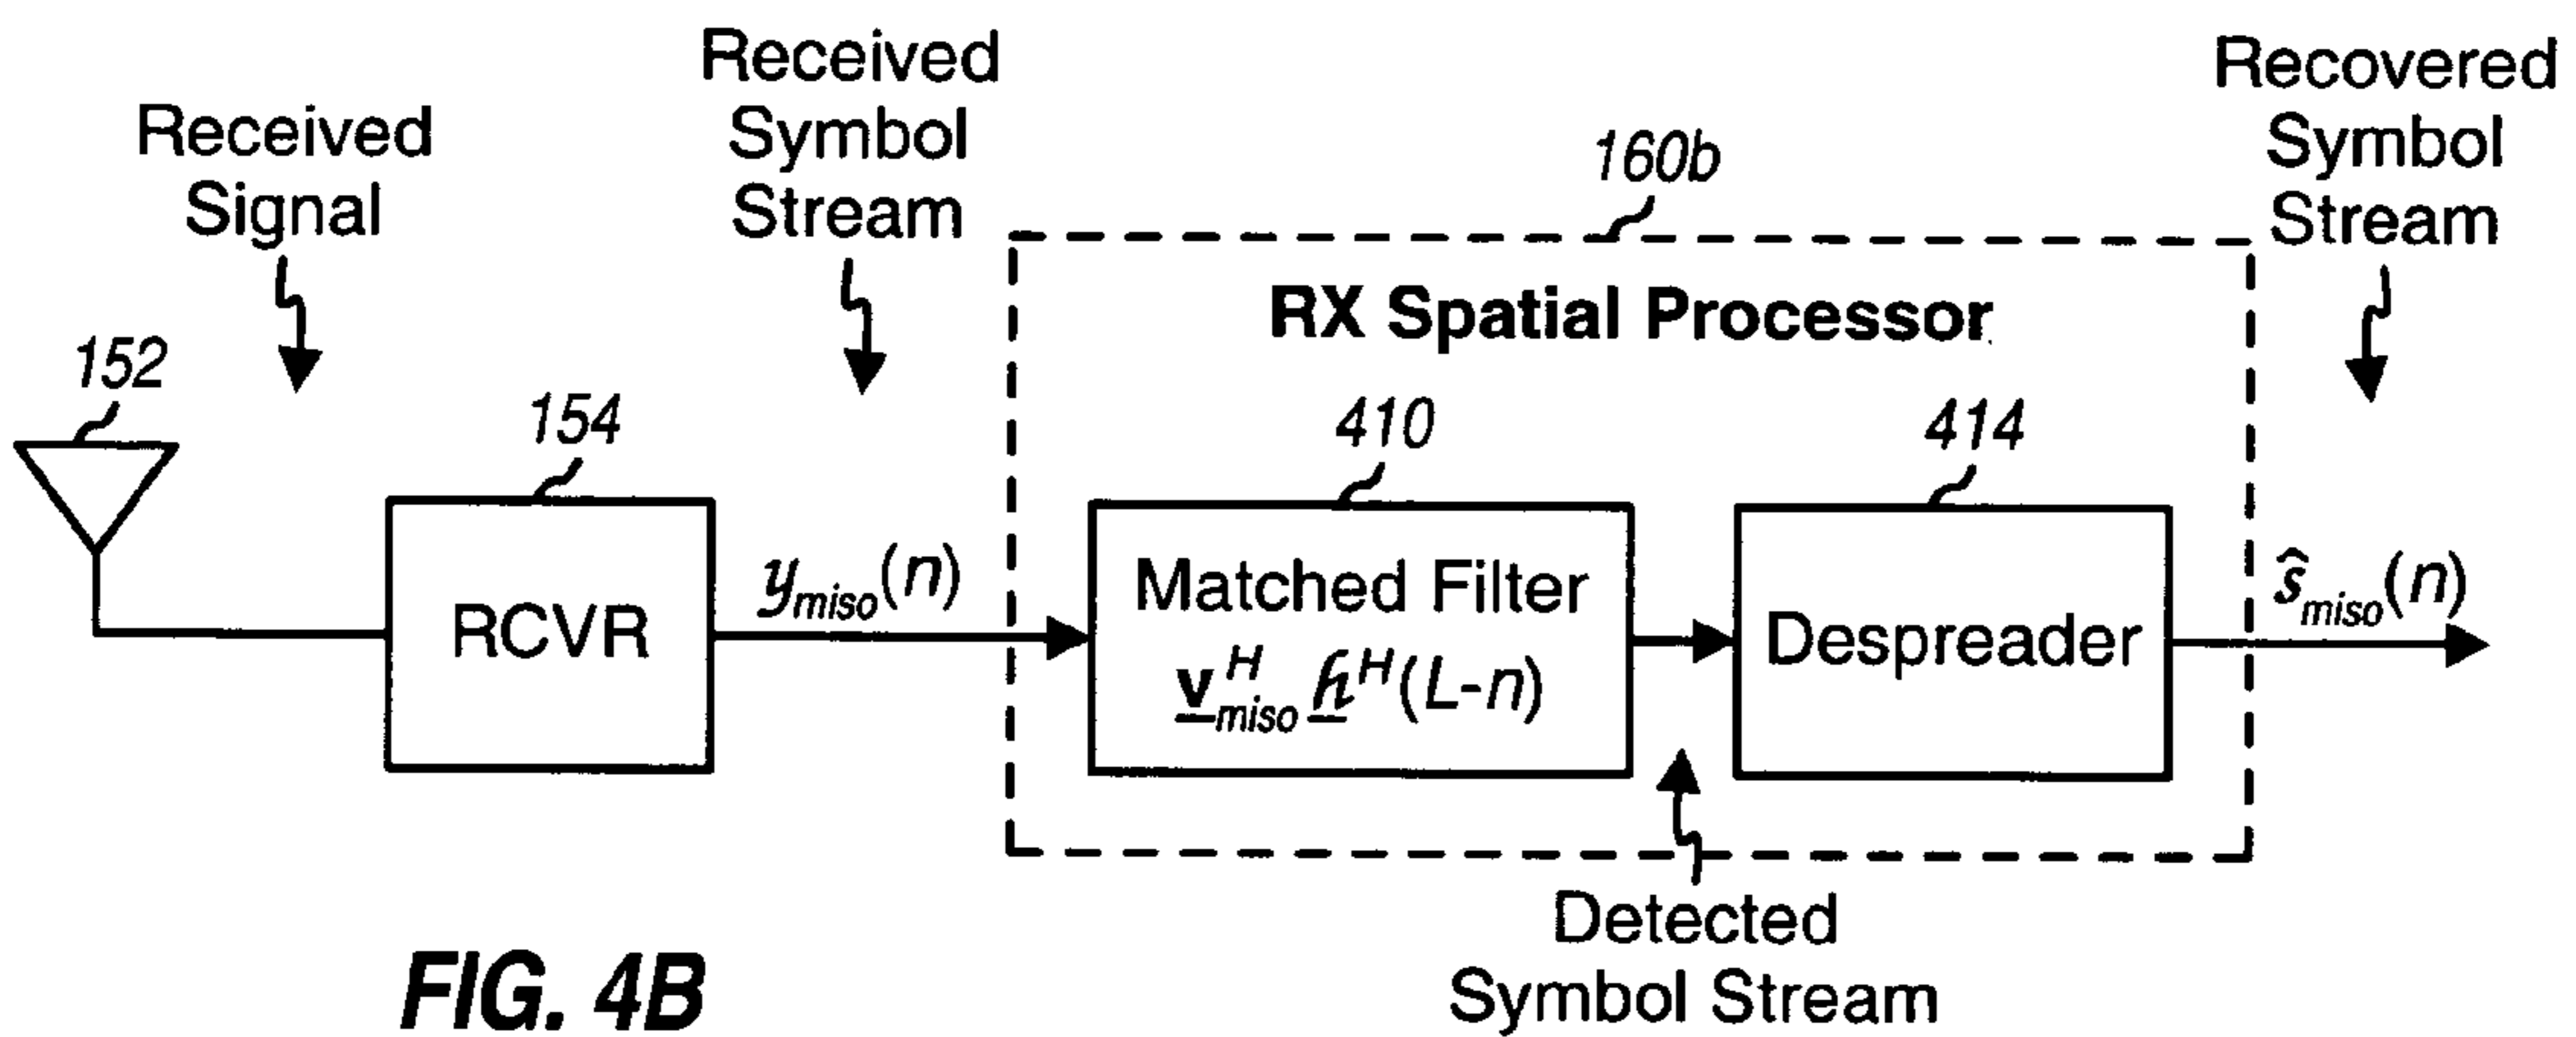 Received
Signal
Received
Symbol
Stream
Recovered
Symbol
Stream
160b
RX Spatial Processor
152
154
410
414
RCVR
y_miso(n)
Matched Filter
v^H_miso h^H(L-n)
Despreader
ŝ_miso(n)
Detected
Symbol Stream
FIG. 4B